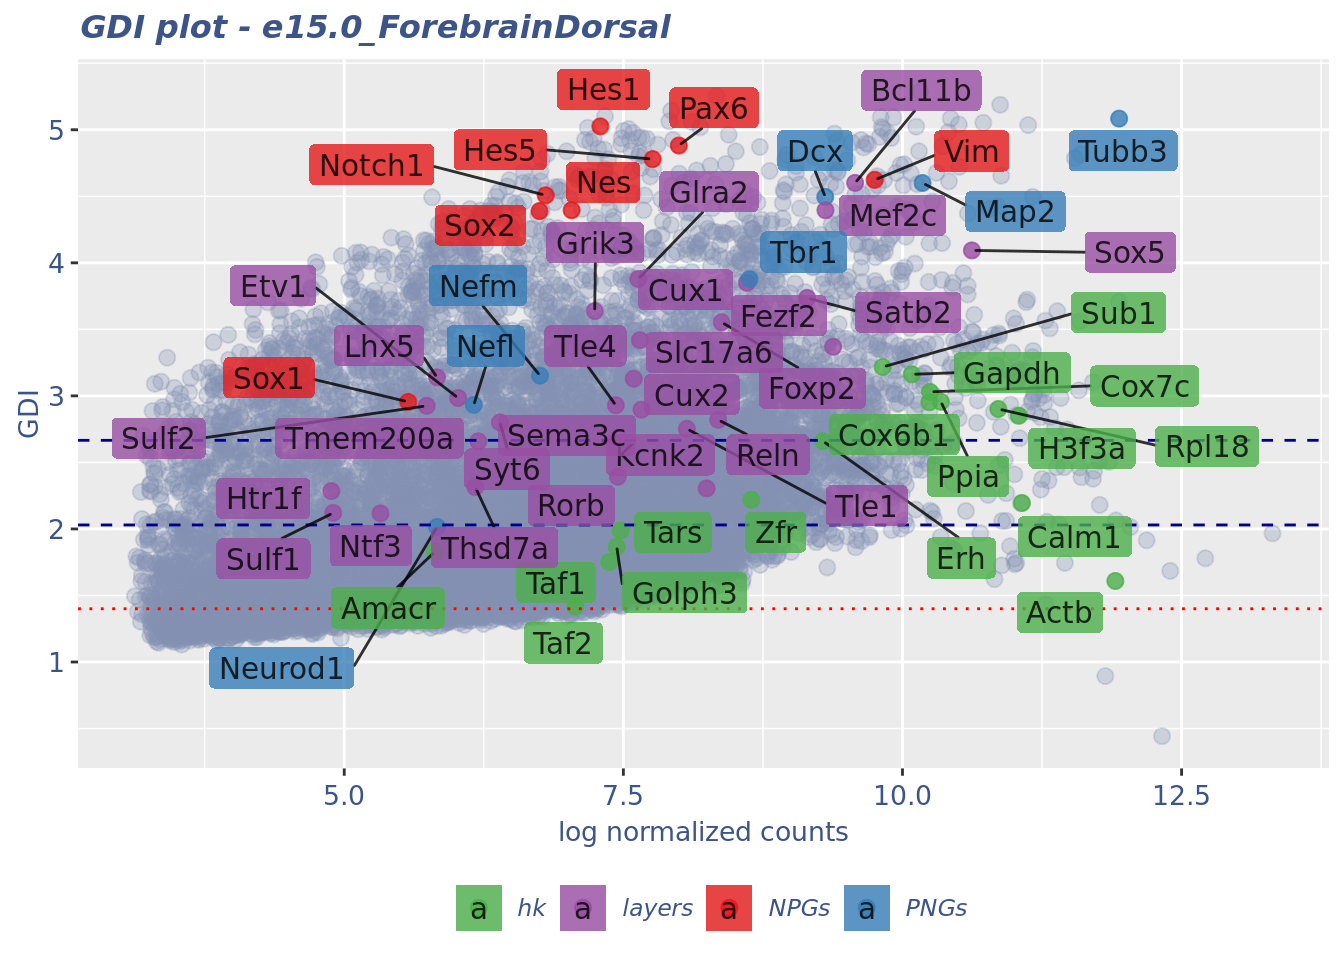 GDI plot - e15.0_ForebrainDorsal
Hes1
Bcl11b
Pax6
Hes5
Dcx
Vim
Tubb3
Notch1
Nes
Glra2
Sox2
Mef2c
Map2
Grik3
Tbr1
Sox5
Etv1
Nefm
Cux1
Fezf2
Satb2
Sub1
Lhx5
Nefl
Tle4
Slc17a6
Sox1
Cux2
Foxp2
Gapdh
Cox7c
Sulf2
Tmem200a
Sema3c
Kcnk2
Reln
Cox6b1
H3f3a
Rpl18
Syt6
Ppia
Htr1f
Rorb
Tle1
Sulf1
Ntf3
Thsd7a
Tars
Zfr
Erh
Calm1
Taf1
Golph3
Amacr
Actb
Taf2
Neurod1
GDI
5
4
3
2
1
5.0
7.5
10.0
12.5
log normalized counts
a hk a layers a NPGs a PNGs